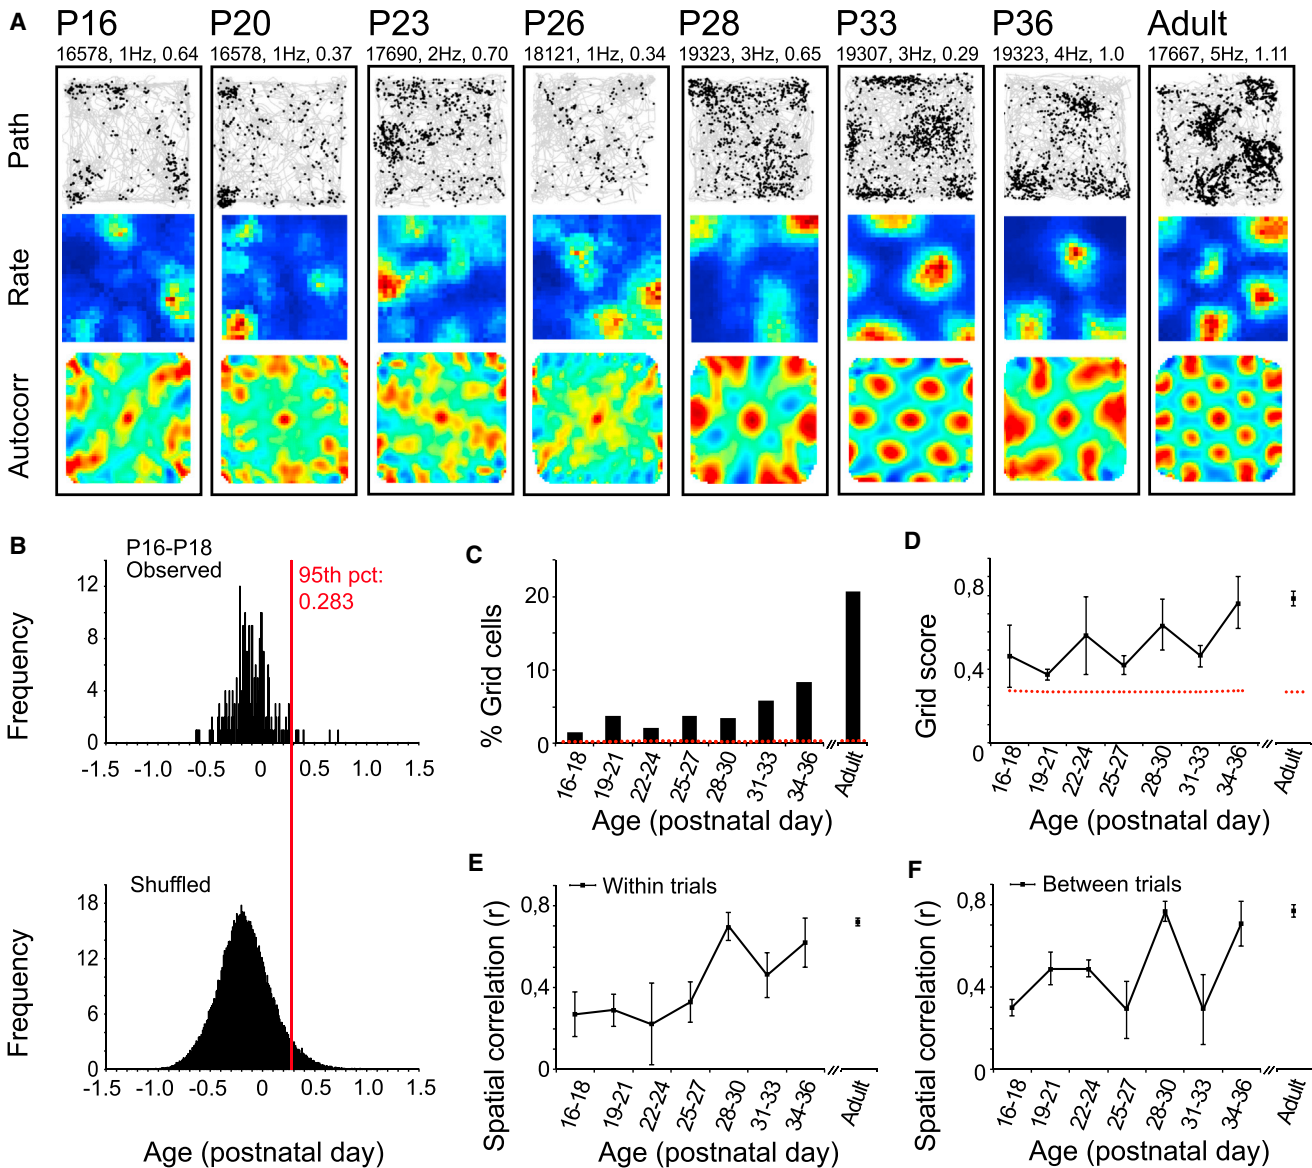 A
P16 P20 P23 P26 P28 P33 P36 Adult
16578, 1Hz, 0.64 16578, 1Hz, 0.37 17690, 2Hz, 0.70 18121, 1Hz, 0.34 19323, 3Hz, 0.65 19307, 3Hz, 0.29 19323, 4Hz, 1.0 17667, 5Hz, 1.11
Path
Rate
Autocorr
B
P16-P18
Observed
95th pct:
0.283
Frequency
12
8
4
0
-1.5 -1.0 -0.5 0 0.5 1.0 1.5
Shuffled
Frequency
18
12
6
0
-1.5 -1.0 -0.5 0 0.5 1.0 1.5
Age (postnatal day)
C
% Grid cells
20
10
0
16-18 19-21 22-24 25-27 28-30 31-33 34-36 Adult
Age (postnatal day)
D
Grid score
0,8
0,4
0
16-18 19-21 22-24 25-27 28-30 31-33 34-36 Adult
Age (postnatal day)
E
Within trials
Spatial correlation (r)
0,8
0,4
0
16-18 19-21 22-24 25-27 28-30 31-33 34-36 Adult
Age (postnatal day)
F
Between trials
Spatial correlation (r)
0,8
0,4
0
16-18 19-21 22-24 25-27 28-30 31-33 34-36 Adult
Age (postnatal day)